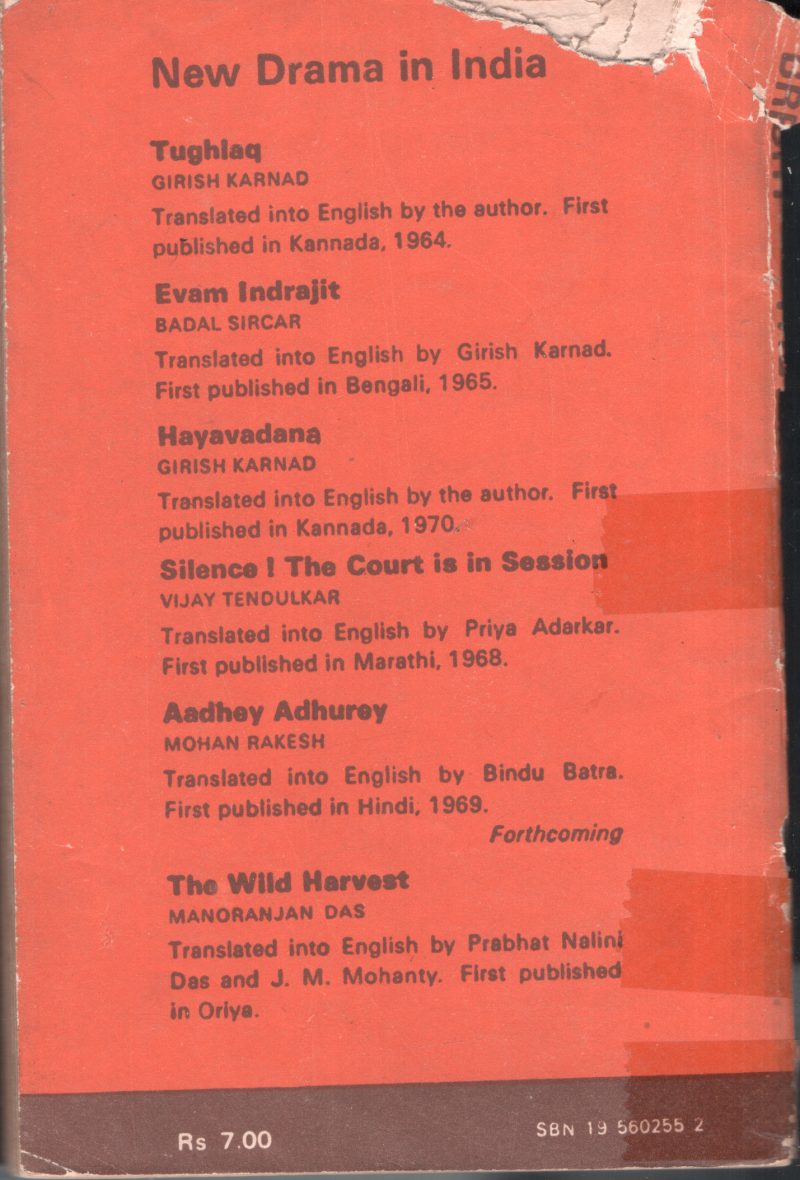 New Drama in India
Tughlaq
GIRISH KARNAD
Translated into English by the author. First
published in Kannada, 1964.
Evam Indrajit
BADAL SIRCAR
Translated into English by Girish Karnad.
First published in Bengali, 1965.
Hayavadana
GIRISH KARNAD
Translated into English by the author. First
published in Kannada, 1970.
Silence ! The Court is in Session
VIJAY TENDULKAR
Translated into English by Priya Adarkar.
First published in Marathi, 1968.
Aadhey Adhurey
MOHAN RAKESH
Translated into English by Bindu Batra.
First published in Hindi, 1969.
Forthcoming
The Wild Harvest
MANORANJAN DAS
Translated into English by Prabhat Nalini
Das and J. M. Mohanty. First published
in Oriya.
Rs 7.00
SBN 19 560255 2